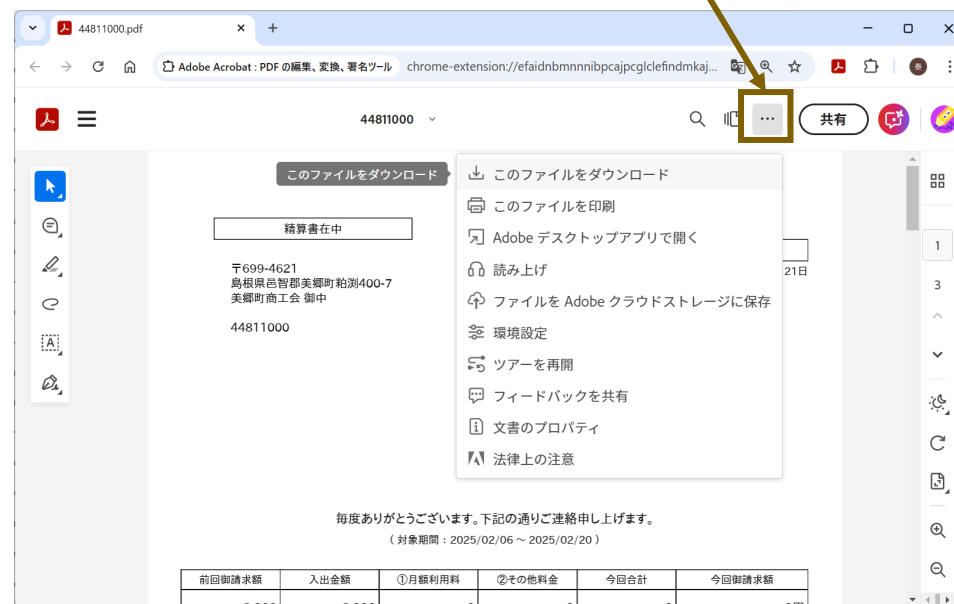 44811000.pdf
Adobe Acrobat : PDF の編集、変換、署名ツール
chrome-extension://efaidnbmnnnibpcajpcglclefindmkaj...
44811000
共有
このファイルをダウンロード
このファイルをダウンロード
このファイルを印刷
Adobe デスクトップアプリで開く
読み上げ
ファイルを Adobe クラウドストレージに保存
環境設定
ツアーを再開
フィードバックを共有
文書のプロパティ
法律上の注意
精算書在中
21日
〒699-4621
島根県邑智郡美郷町粕渕400-7
美郷町商工会 御中
44811000
1
3
毎度ありがとうございます。下記の通りご連絡申し上げます。
( 対象期間：2025/02/06 ～ 2025/02/20 )
前回御請求額 入出金額 ①月額利用料 ②その他料金 今回合計 今回御請求額